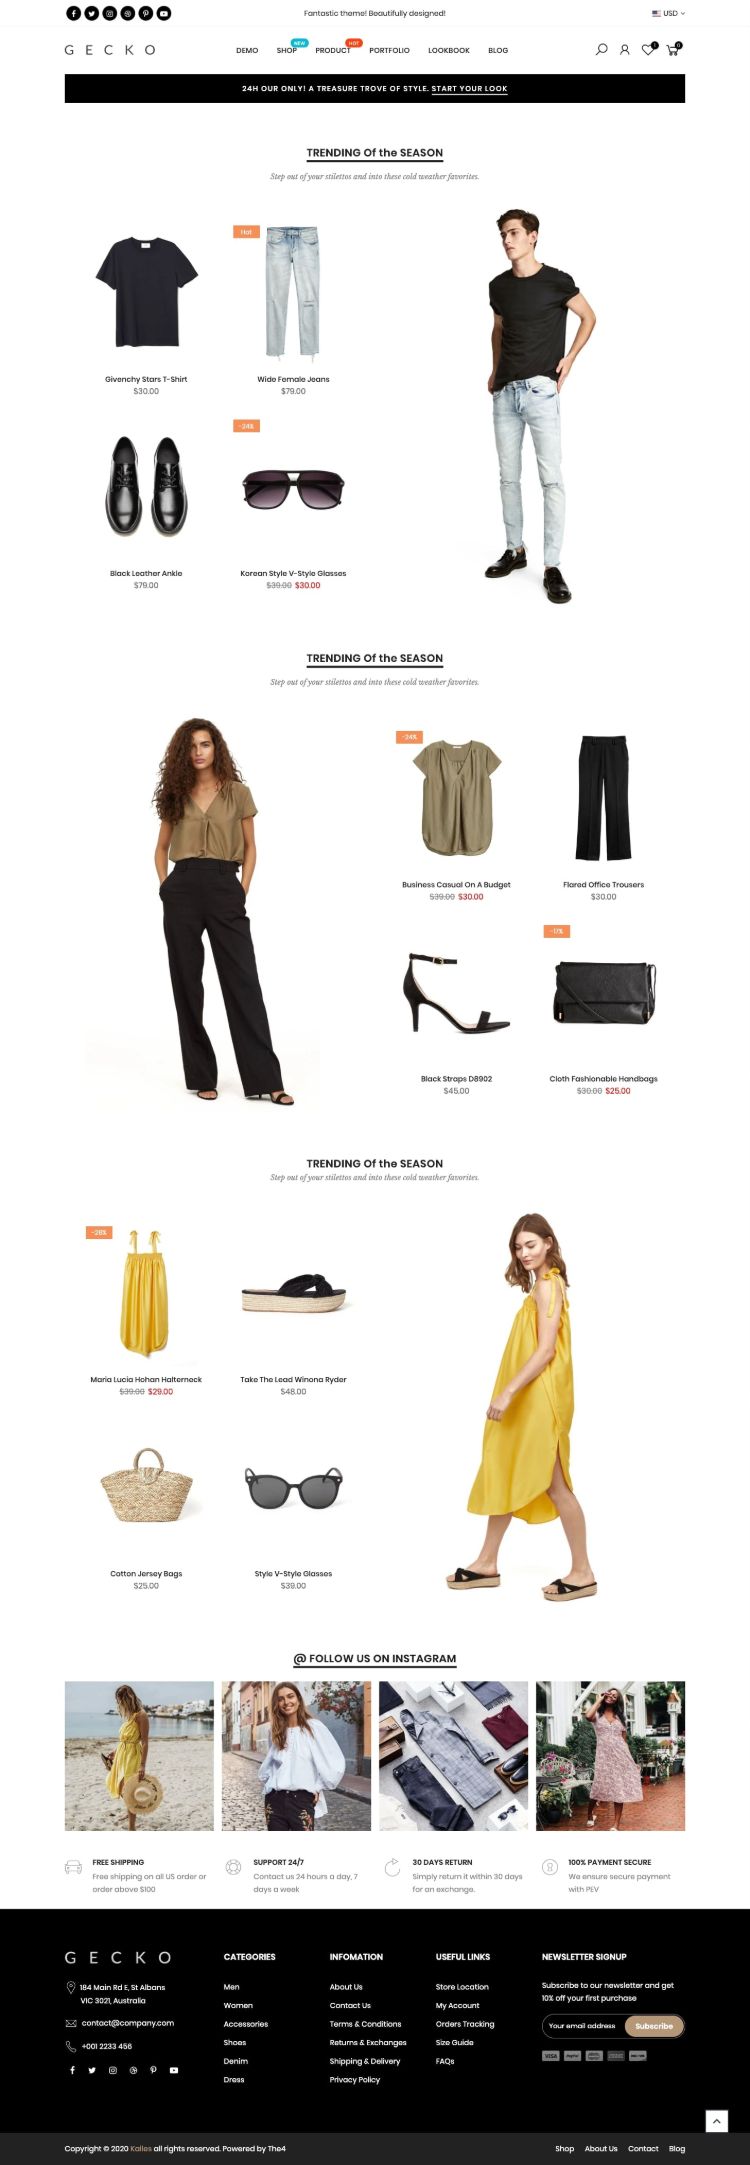 Fantastic theme! Beautifully designed!
USD
GECKO
DEMO
SHOP
NEW
PRODUCT
HOT
PORTFOLIO
LOOKBOOK
BLOG
24H OUR ONLY! A TREASURE TROVE OF STYLE. START YOUR LOOK
TRENDING Of the SEASON
Step out of your stilettos and into these cold weather favorites.
Hot
Givenchy Stars T-Shirt
$30.00
Wide Female Jeans
$79.00
-24%
Black Leather Ankle
$79.00
Korean Style V-Style Glasses
$39.00 $30.00
TRENDING Of the SEASON
Step out of your stilettos and into these cold weather favorites.
-24%
Business Casual On A Budget
$39.00 $30.00
Flared Office Trousers
$30.00
-17%
Black Straps D8902
$45.00
Cloth Fashionable Handbags
$30.00 $25.00
TRENDING Of the SEASON
Step out of your stilettos and into these cold weather favorites.
Maria Lucia Hohan Halterneck
$39.00 $29.00
Take The Lead Winona Ryder
$48.00
Cotton Jersey Bags
$25.00
Style V-Style Glasses
$39.00
@ FOLLOW US ON INSTAGRAM
FREE SHIPPING
Free shipping on all US order or
order above $100
SUPPORT 24/7
Contact us 24 hours a day, 7
days a week
30 DAYS RETURN
Simply return it within 30 days
for an exchange.
100% PAYMENT SECURE
We ensure secure payment
with PEV
GECKO
184 Main Rd E, St Albans
VIC 3021, Australia
contact@company.com
+001 2233 456
CATEGORIES
Men
Women
Accessories
Shoes
Denim
Dress
INFOMATION
About Us
Contact Us
Terms & Conditions
Returns & Exchanges
Shipping & Delivery
Privacy Policy
USEFUL LINKS
Store Location
My Account
Orders Tracking
Size Guide
FAQs
NEWSLETTER SIGNUP
Subscribe to our newsletter and get
10% off your first purchase
Your email address
Subscribe
VISA
PayPal
Copyright © 2020 Kalles all rights reserved. Powered by The4
Shop
About Us
Contact
Blog